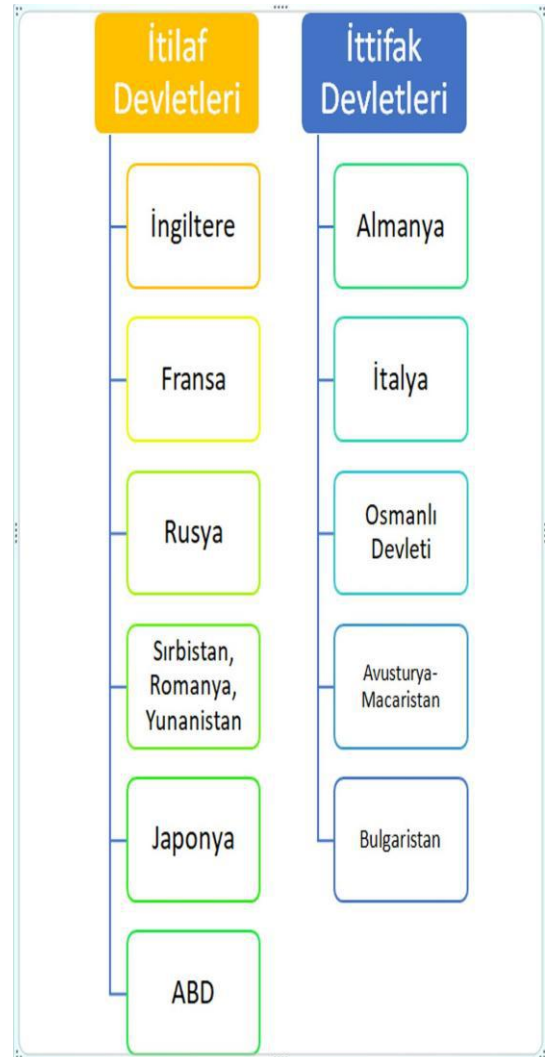 İtilaf
Devletleri
İngiltere
Fransa
Rusya
Sırbistan,
Romanya,
Yunanistan
Japonya
ABD
İttifak
Devletleri
Almanya
İtalya
Osmanlı
Devleti
Avusturya-
Macaristan
Bulgaristan